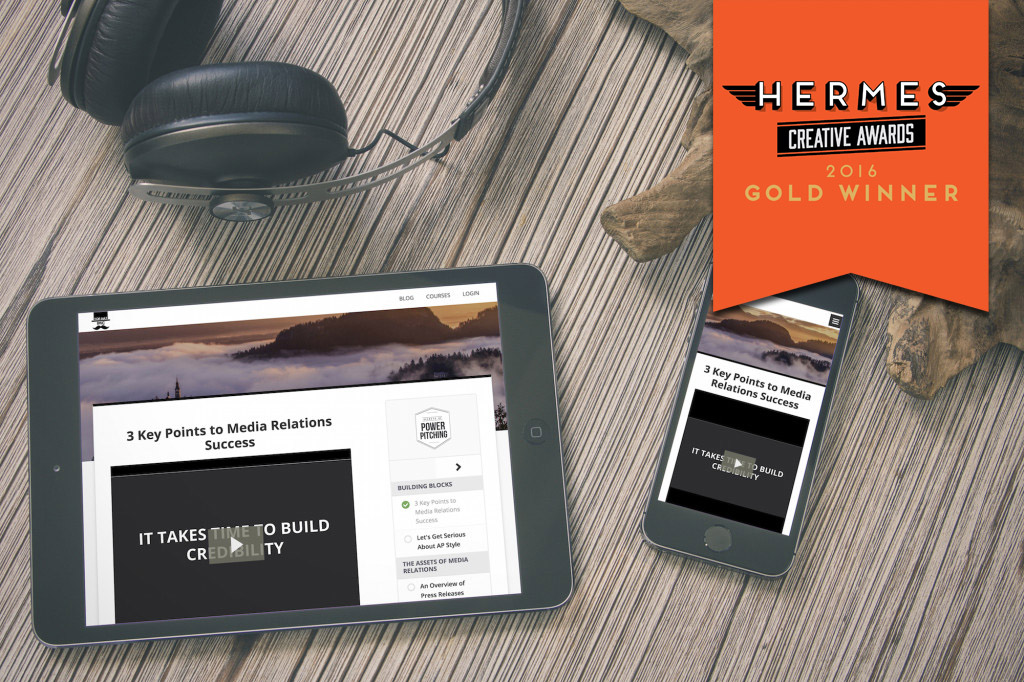 HERMES
CREATIVE AWARDS
2016
GOLD WINNER
BLOG COURSES LOGIN
3 Key Points to Media Relations
Success
IT TAKES TIME TO BUILD
CREDIBILITY
POWER
PITCHING
BUILDING BLOCKS
3 Key Points to
Media Relations
Success
Let's Get Serious
About AP Style
THE ASSETS OF MEDIA
RELATIONS
An Overview of
Press Releases
3 Key Points to Media
Relations Success
IT TAKES TIME TO BUILD
CREDIBILITY